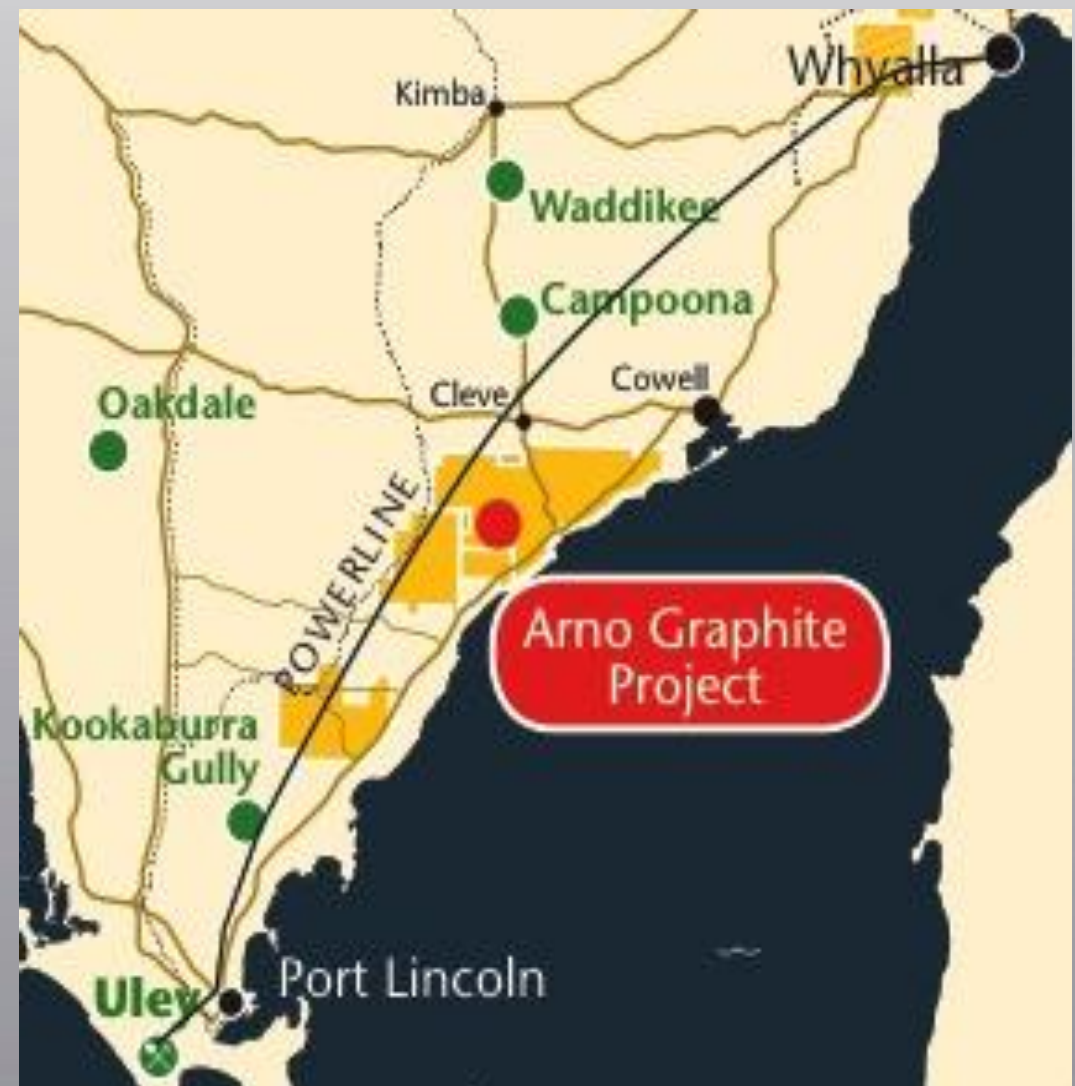 Whyalla
Kimba
Waddikee
Campoona
Cleve
Cowell
Oakdale
POWERLINE
Arno Graphite
Project
Kookaburra
Gully
Port Lincoln
Uley